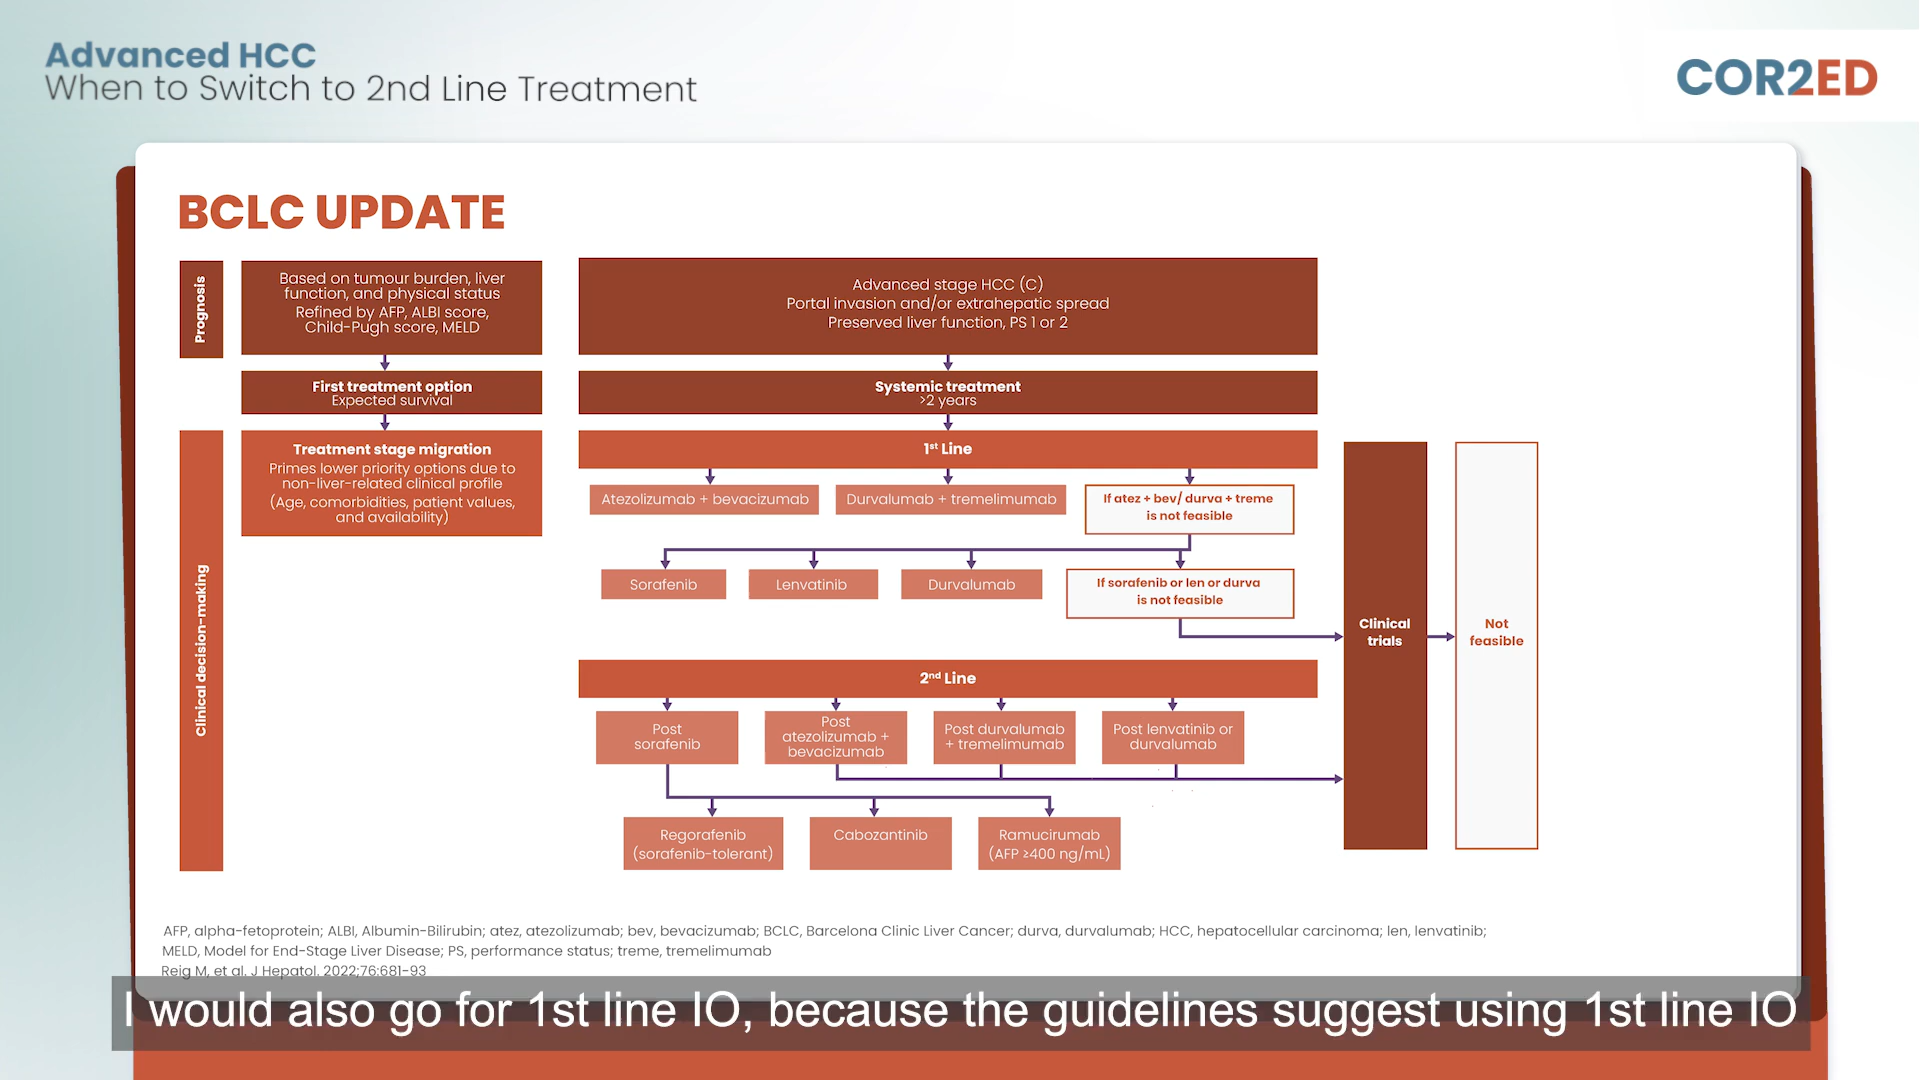 Advanced HCC
When to Switch to 2nd Line Treatment
COR2ED
BCLC UPDATE
Prognosis
Based on tumour burden, liver
function, and physical status
Refined by AFP, ALBI score,
Child-Pugh score, MELD
Advanced stage HCC (C)
Portal invasion and/or extrahepatic spread
Preserved liver function, PS 1 or 2
First treatment option
Expected survival
Systemic treatment
>2 years
Clinical decision-making
Treatment stage migration
Primes lower priority options due to
non-liver-related clinical profile
(Age, comorbidities, patient values,
and availability)
1st Line
Atezolizumab + bevacizumab
Durvalumab + tremelimumab
If atez + bev/ durva + treme
is not feasible
Sorafenib
Lenvatinib
Durvalumab
If sorafenib or len or durva
is not feasible
Clinical
trials
Not
feasible
2nd Line
Post
sorafenib
Post
atezolizumab +
bevacizumab
Post durvalumab
+ tremelimumab
Post lenvatinib or
durvalumab
Regorafenib
(sorafenib-tolerant)
Cabozantinib
Ramucirumab
(AFP ≥400 ng/mL)
AFP, alpha-fetoprotein; ALBI, Albumin-Bilirubin; atez, atezolizumab; bev, bevacizumab; BCLC, Barcelona Clinic Liver Cancer; durva, durvalumab; HCC, hepatocellular carcinoma; len, lenvatinib;
MELD, Model for End-Stage Liver Disease; PS, performance status; treme, tremelimumab
Reig M, et al. J Hepatol. 2022;76:681-93
I would also go for 1st line IO, because the guidelines suggest using 1st line IO